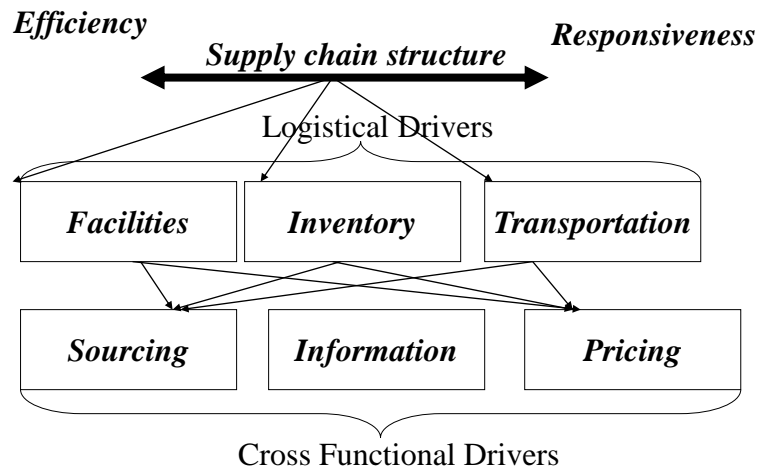 Efficiency
Responsiveness
Supply chain structure
Logistical Drivers
Facilities
Inventory
Transportation
Sourcing
Information
Pricing
Cross Functional Drivers